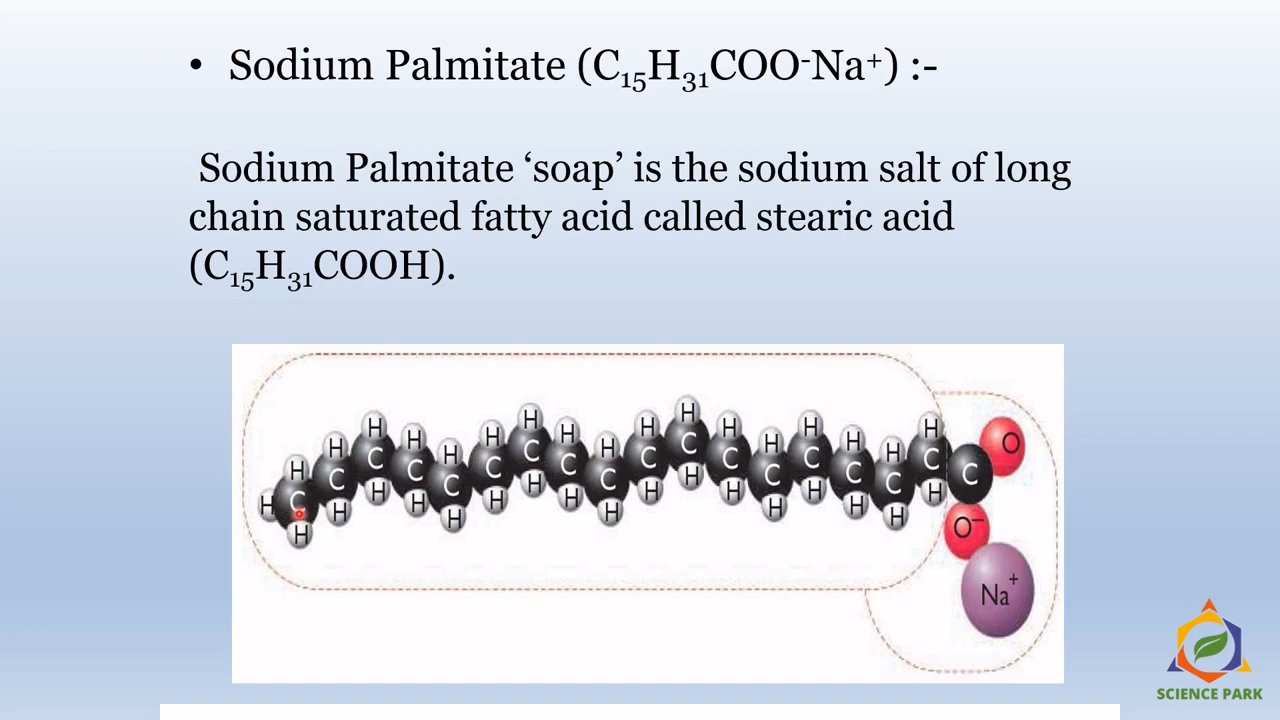 • Sodium Palmitate (C₁₅H₃₁COO⁻Na⁺) :-
Sodium Palmitate ‘soap’ is the sodium salt of long
chain saturated fatty acid called stearic acid
(C₁₅H₃₁COOH).
H H H H H H H H H H H H H H H H H
H C C C C C C C C C C C C C C C C C C O
H H H H H H H H H H H H H H H H H
O⁻
Na⁺
SCIENCE PARK